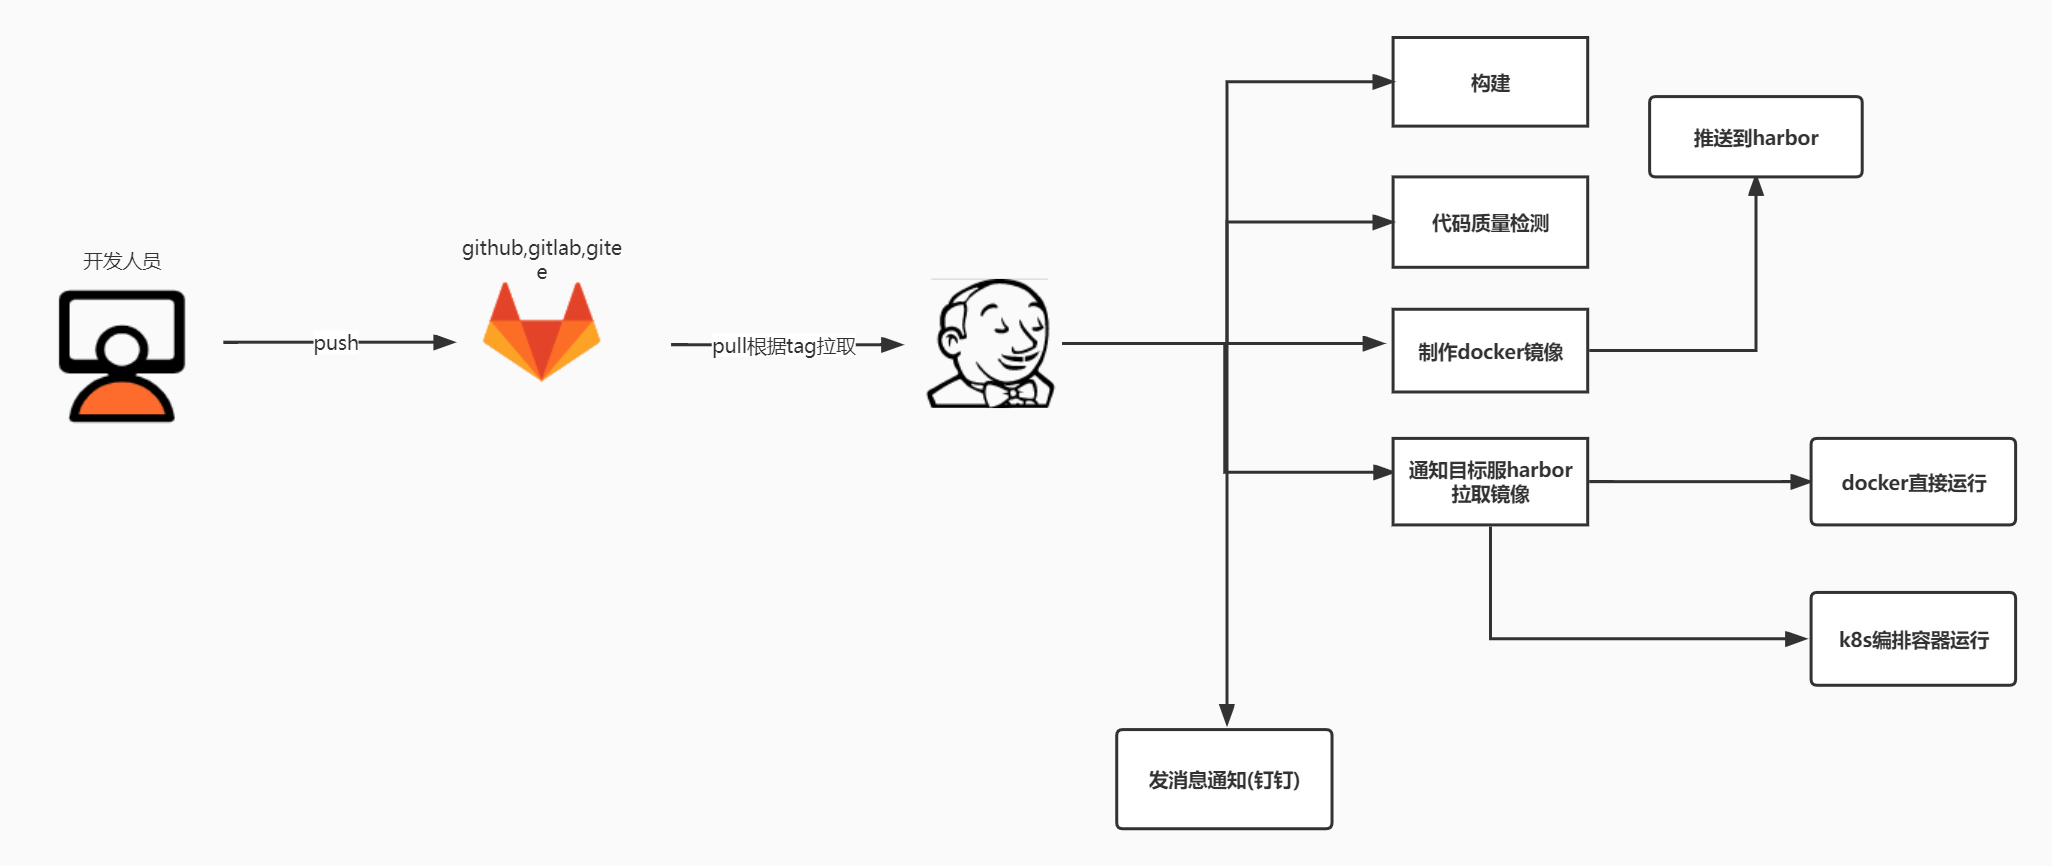 开发人员
push
github,gitlab,gite
e
pull根据tag拉取
构建
代码质量检测
制作docker镜像
推送到harbor
通知目标服harbor
拉取镜像
docker直接运行
k8s编排容器运行
发消息通知(钉钉)